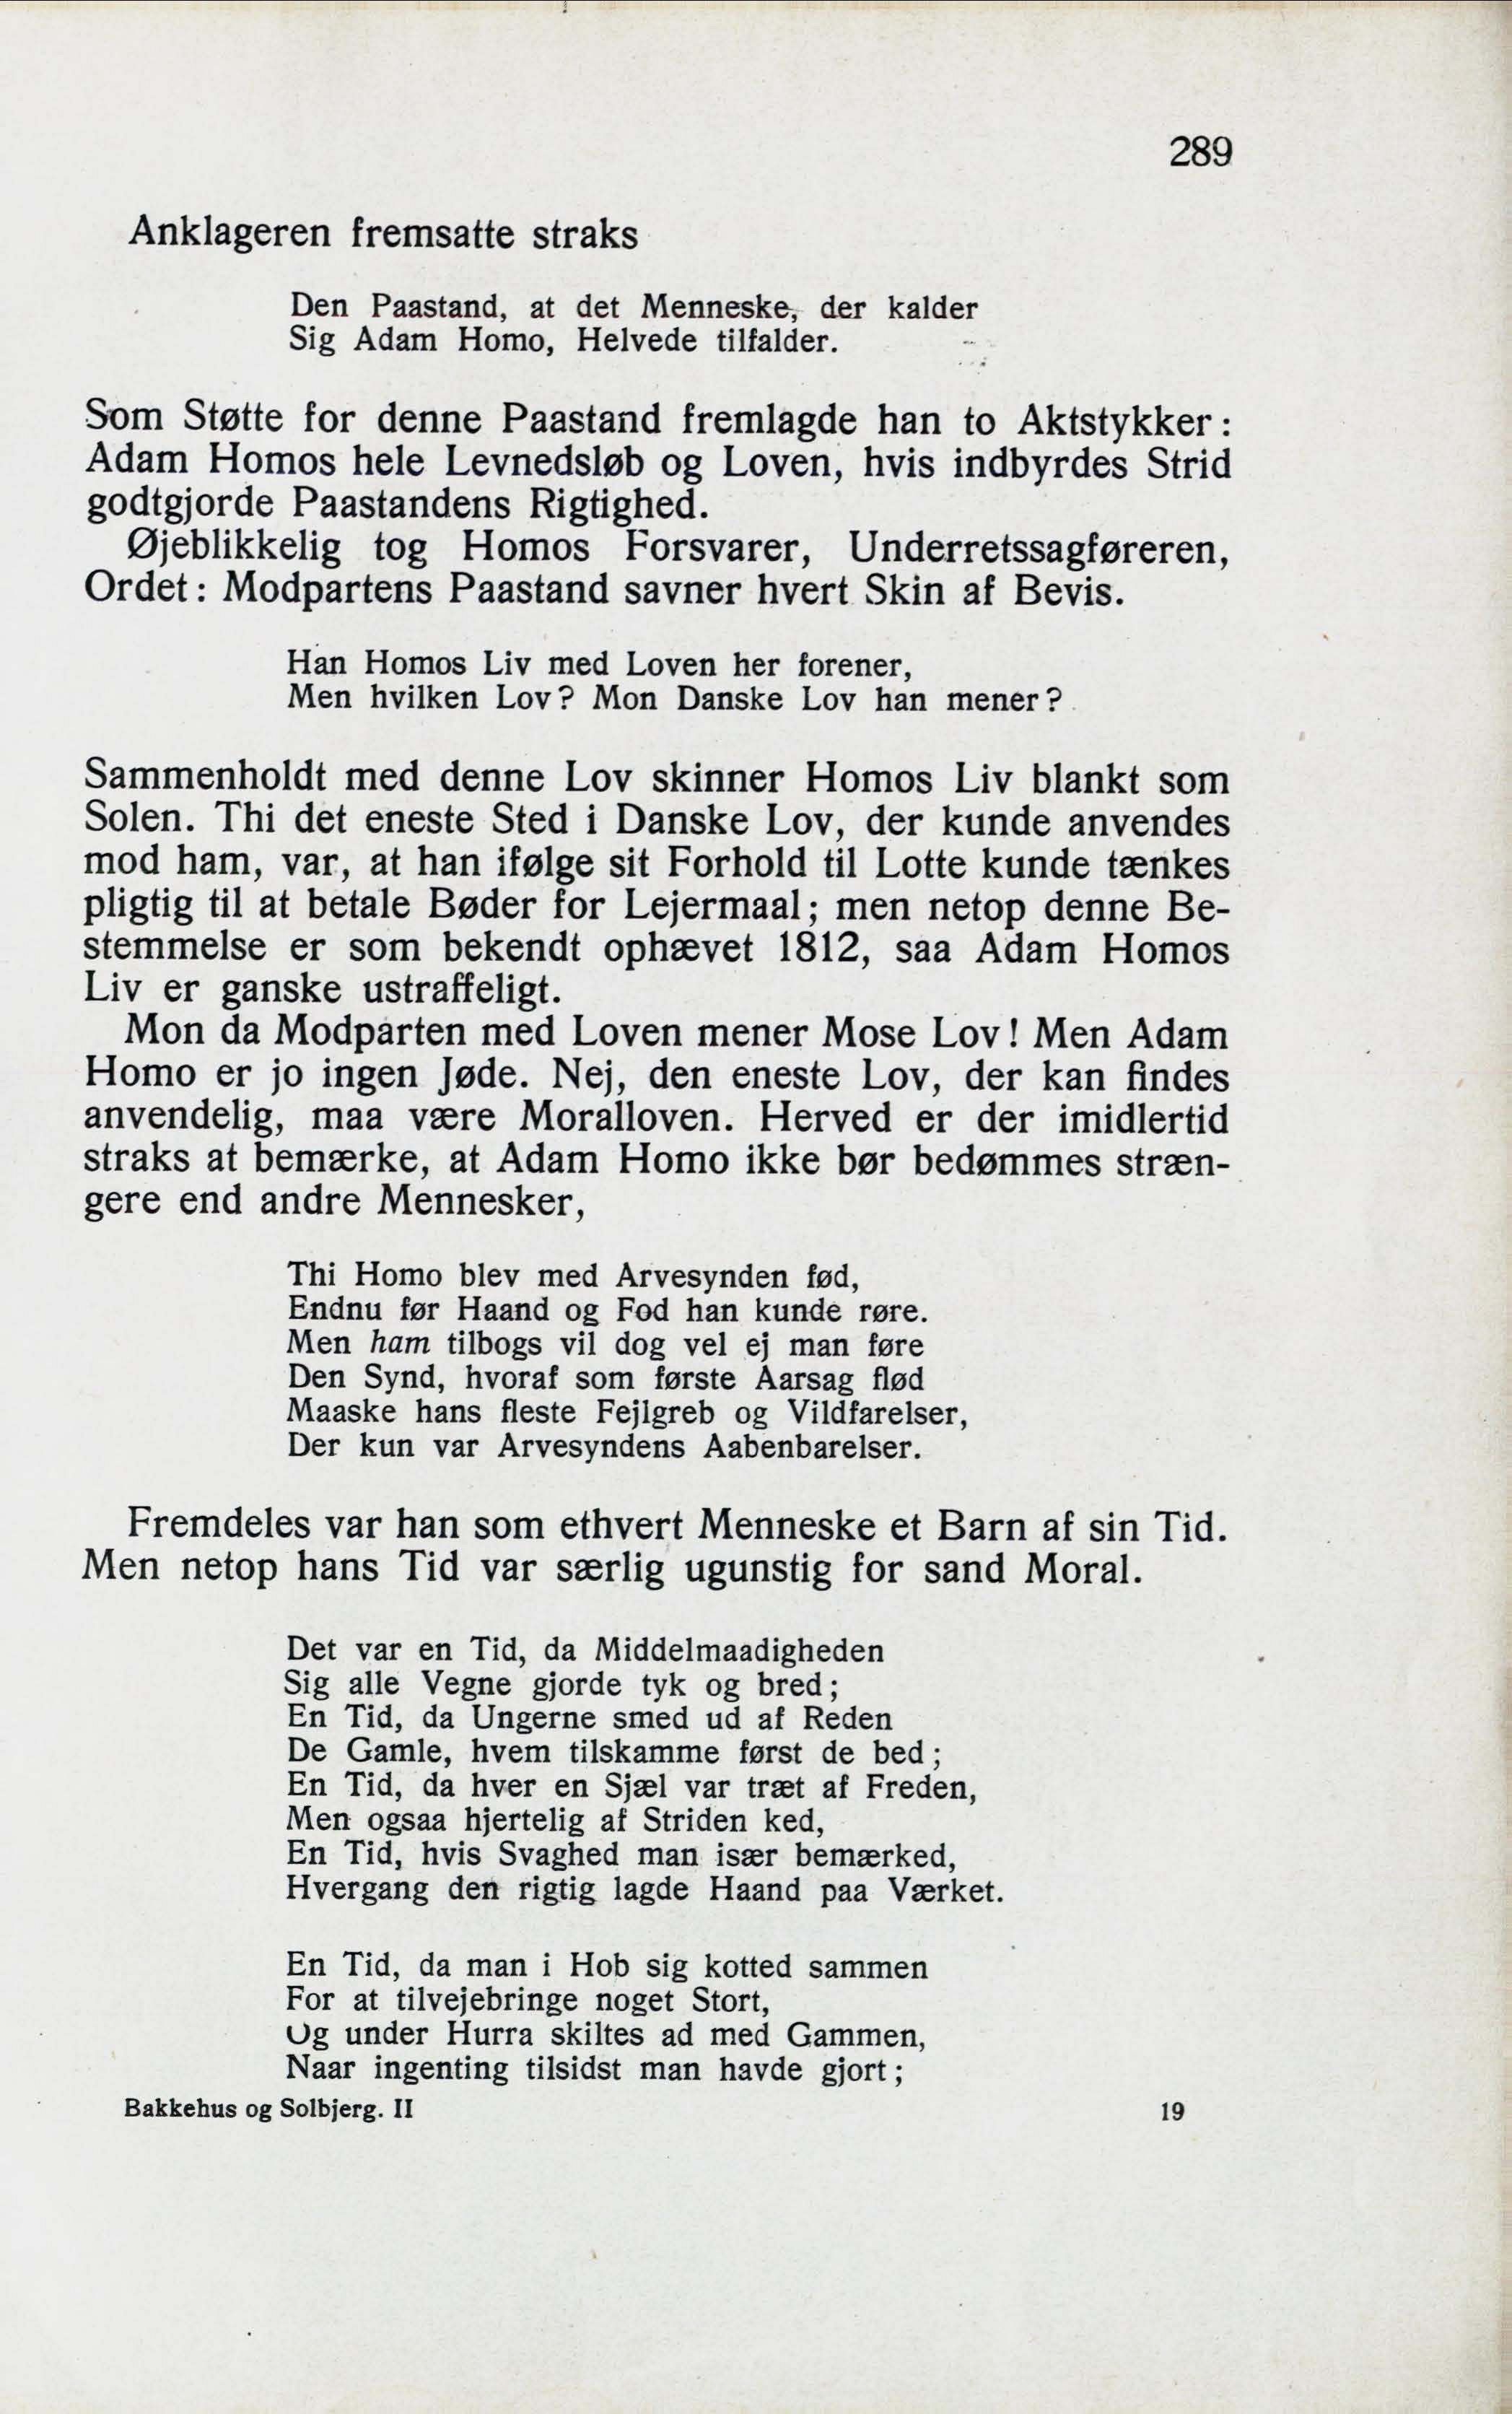 289
Anklageren fremsatte straks
Den Paastand, at det Menneske, der kalder
Sig Adam Homo, Helvede tilfalder.
Som Støtte for denne Paastand fremlagde han to Aktstykker:
Adam Homos hele Levnedsløb og Loven, hvis indbyrdes Strid
godtgjorde Paastandens Rigtighed.
Øjeblikkelig tog Homos Forsvarer, Underretssagføreren,
Ordet: Modpartens Paastand savner hvert Skin af Bevis.
Han Homos Liv med Loven her forener,
Men hvilken Lov? Mon Danske Lov han mener?
Sammenholdt med denne Lov skinner Homos Liv blankt som
Solen. Thi det eneste Sted i Danske Lov, der kunde anvendes
mod ham, var, at han ifølge sit Forhold til Lotte kunde tænkes
pligtig til at betale Bøder for Lejermaal; men netop denne Be-
stemmelse er som bekendt ophævet 1812, saa Adam Homos
Liv er ganske ustraffeligt.
Mon da Modparten med Loven mener Mose Lov! Men Adam
Homo er jo ingen Jøde. Nej, den eneste Lov, der kan findes
anvendelig, maa være Moralloven. Herved er der imidlertid
straks at bemærke, at Adam Homo ikke bør bedømmes stræn-
gere end andre Mennesker,
Thi Homo blev med Arvesynden fød,
Endnu før Haand og Fod han kunde røre.
Men ham tilbogs vil dog vel ej man føre
Den Synd, hvoraf som første Aarsag flød
Maaske hans fleste Fejlgreb og Vildfarelser,
Der kun var Arvesyndens Aabenbarelser.
Fremdeles var han som ethvert Menneske et Barn af sin Tid.
Men netop hans Tid var særlig ugunstig for sand Moral.
Det var en Tid, da Middelmaadigheden
Sig alle Vegne gjorde tyk og bred;
En Tid, da Ungerne smed ud af Reden
De Gamle, hvem tilskamme først de bed;
En Tid, da hver en Sjæl var træt af Freden,
Men ogsaa hjertelig af Striden ked,
En Tid, hvis Svaghed man især bemærked,
Hvergang den rigtig lagde Haand paa Værket.
En Tid, da man i Hob sig kotted sammen
For at tilvejebringe noget Stort,
Og under Hurra skiltes ad med Gammen,
Naar ingenting tilsidst man havde gjort;
Bakkehus og Solbjerg. II
19